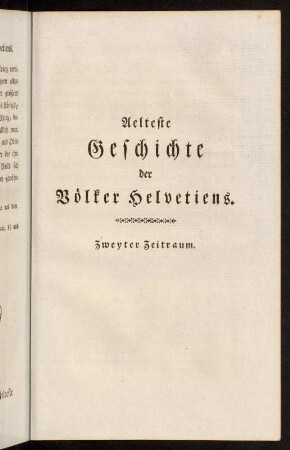 Aelteste
Geschichte
der
Völker Helvetiens.
Zweyter Zeitraum.